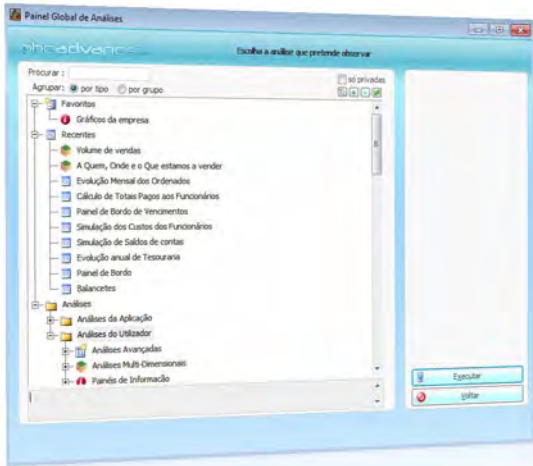 Painel Global de Análises
phcadvance
Escolha a análise que pretende observar
Procurar :
só privadas
Agrupar: por tipo por grupo
Favoritos
Gráficos da empresa
Recentes
Volume de vendas
A Quem, Onde e o Que estamos a vender
Evolução Mensal dos Ordenados
Cálculo de Totais Pagos aos Funcionários
Painel de Bordo de Vencimentos
Simulação dos Custos dos Funcionários
Simulação de Saldos de contas
Evolução anual de Tesouraria
Painel de Bordo
Balancetes
Análises
Análises da Aplicação
Análises do Utilizador
Análises Avançadas
Análises Multi-Dimensionais
Painéis de Informação
Executar
Voltar